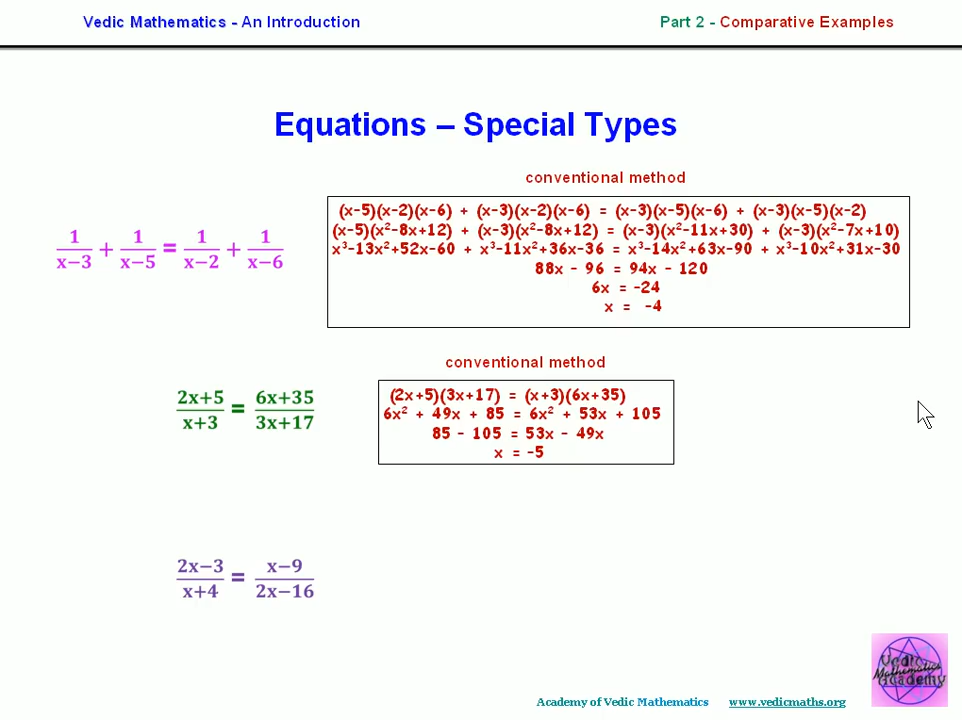 Vedic Mathematics - An Introduction
Part 2 - Comparative Examples
Equations – Special Types
conventional method
1/(x−3) + 1/(x−5) = 1/(x−2) + 1/(x−6)
(x-5)(x-2)(x-6) + (x-3)(x-2)(x-6) = (x-3)(x-5)(x-6) + (x-3)(x-5)(x-2)
(x-5)(x²-8x+12) + (x-3)(x²-8x+12) = (x-3)(x²-11x+30) + (x-3)(x²-7x+10)
x³-13x²+52x-60 + x³-11x²+36x-36 = x³-14x²+63x-90 + x³-10x²+31x-30
88x - 96 = 94x - 120
6x = -24
x = -4
conventional method
(2x+5)/(x+3) = (6x+35)/(3x+17)
(2x+5)(3x+17) = (x+3)(6x+35)
6x² + 49x + 85 = 6x² + 53x + 105
85 - 105 = 53x - 49x
x = -5
(2x−3)/(x+4) = (x−9)/(2x−16)
Vedic
Mathematics
Academy
Academy of Vedic Mathematics www.vedicmaths.org